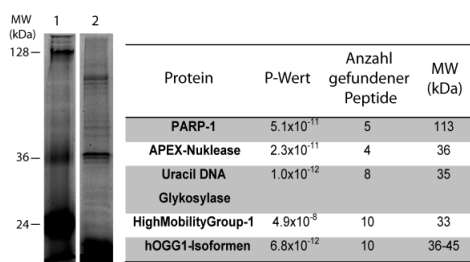 MW
(kDa)
1 2
128
36
24
Protein P-Wert Anzahl gefundener Peptide MW (kDa)
PARP-1 5.1x10-11 5 113
APEX-Nuklease 2.3x10-11 4 36
Uracil DNA Glykosylase 1.0x10-12 8 35
HighMobilityGroup-1 4.9x10-8 10 33
hOGG1-Isoformen 6.8x10-12 10 36-45